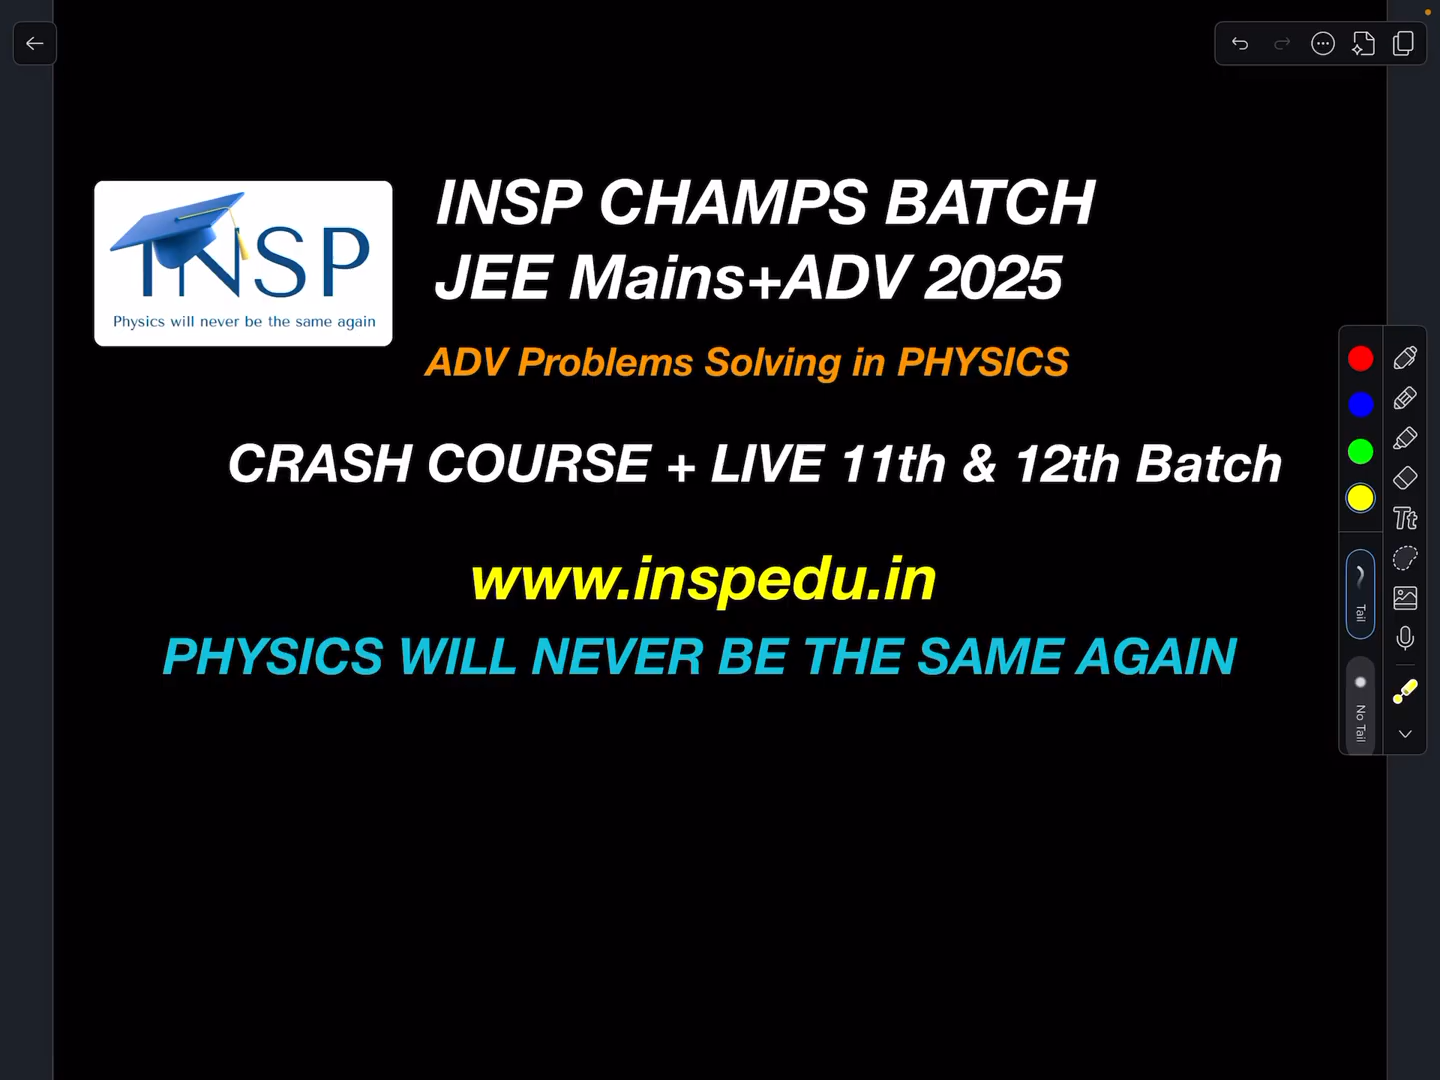 INSP
Physics will never be the same again
INSP CHAMPS BATCH
JEE Mains+ADV 2025
ADV Problems Solving in PHYSICS
CRASH COURSE + LIVE 11th & 12th Batch
www.inspedu.in
PHYSICS WILL NEVER BE THE SAME AGAIN
Tt
Tail
No Tail